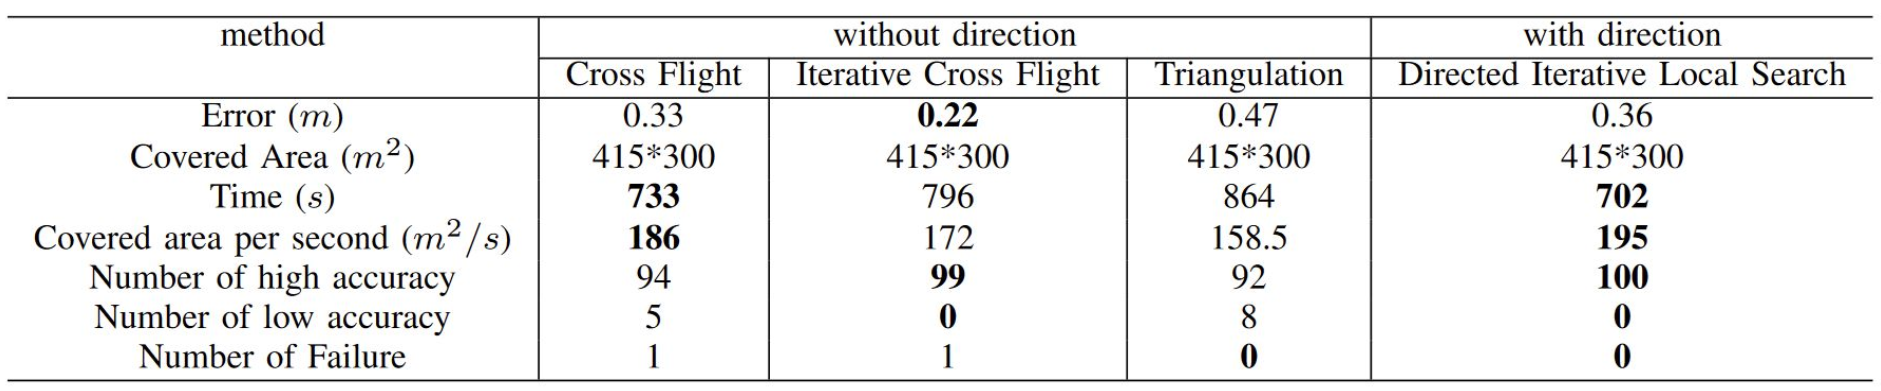 method without direction with direction
Cross Flight Iterative Cross Flight Triangulation Directed Iterative Local Search
Error (m) 0.33 0.22 0.47 0.36
Covered Area (m²) 415*300 415*300 415*300 415*300
Time (s) 733 796 864 702
Covered area per second (m²/s) 186 172 158.5 195
Number of high accuracy 94 99 92 100
Number of low accuracy 5 0 8 0
Number of Failure 1 1 0 0